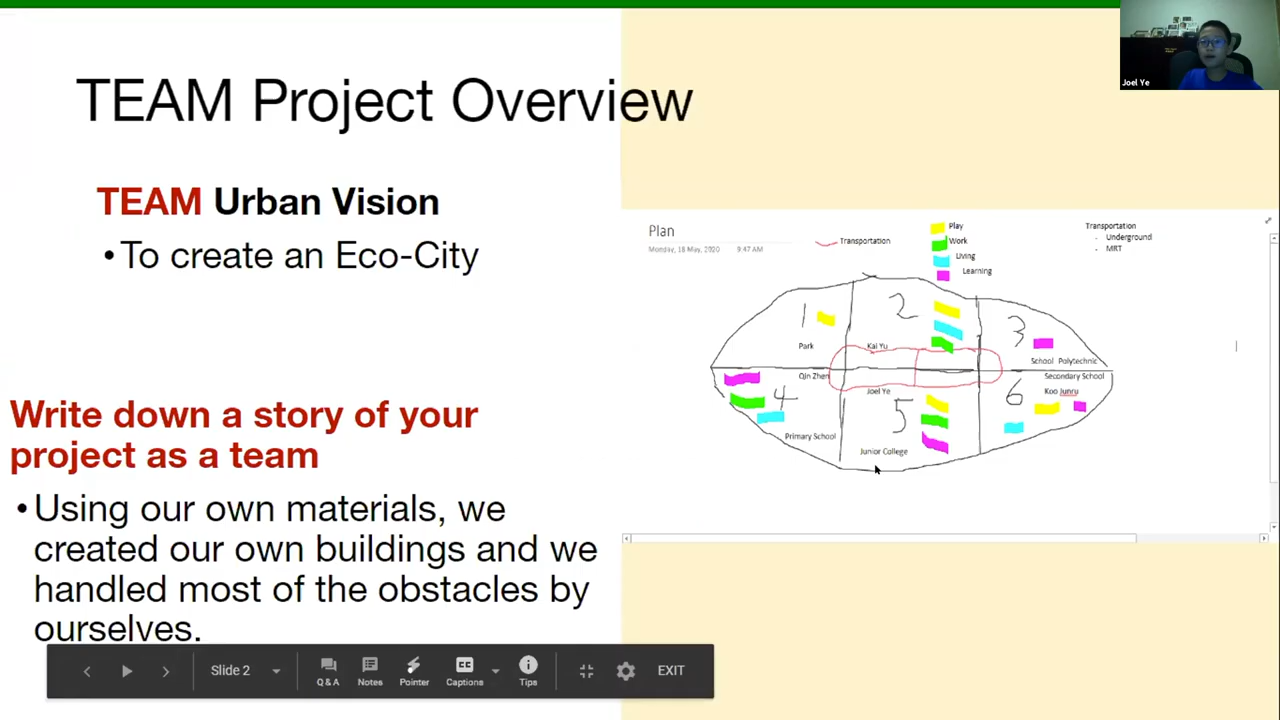 TEAM Project Overview
Joel Ye
TEAM Urban Vision
• To create an Eco-City
Write down a story of your
project as a team
• Using our own materials, we
created our own buildings and we
handled most of the obstacles by
ourselves.
Plan
Monday, 18 May, 2020 9:47 AM
Transportation
Play
Work
Living
Learning
Transportation
- Underground
- MRT
1
2
3
Park
Kai Yu
School Polytechnic
Qin Zhen
Joel Ye
Secondary School
Koo Junru
4
5
6
Primary School
Junior College
Slide 2
Q & A
Notes
Pointer
CC
Captions
Tips
EXIT